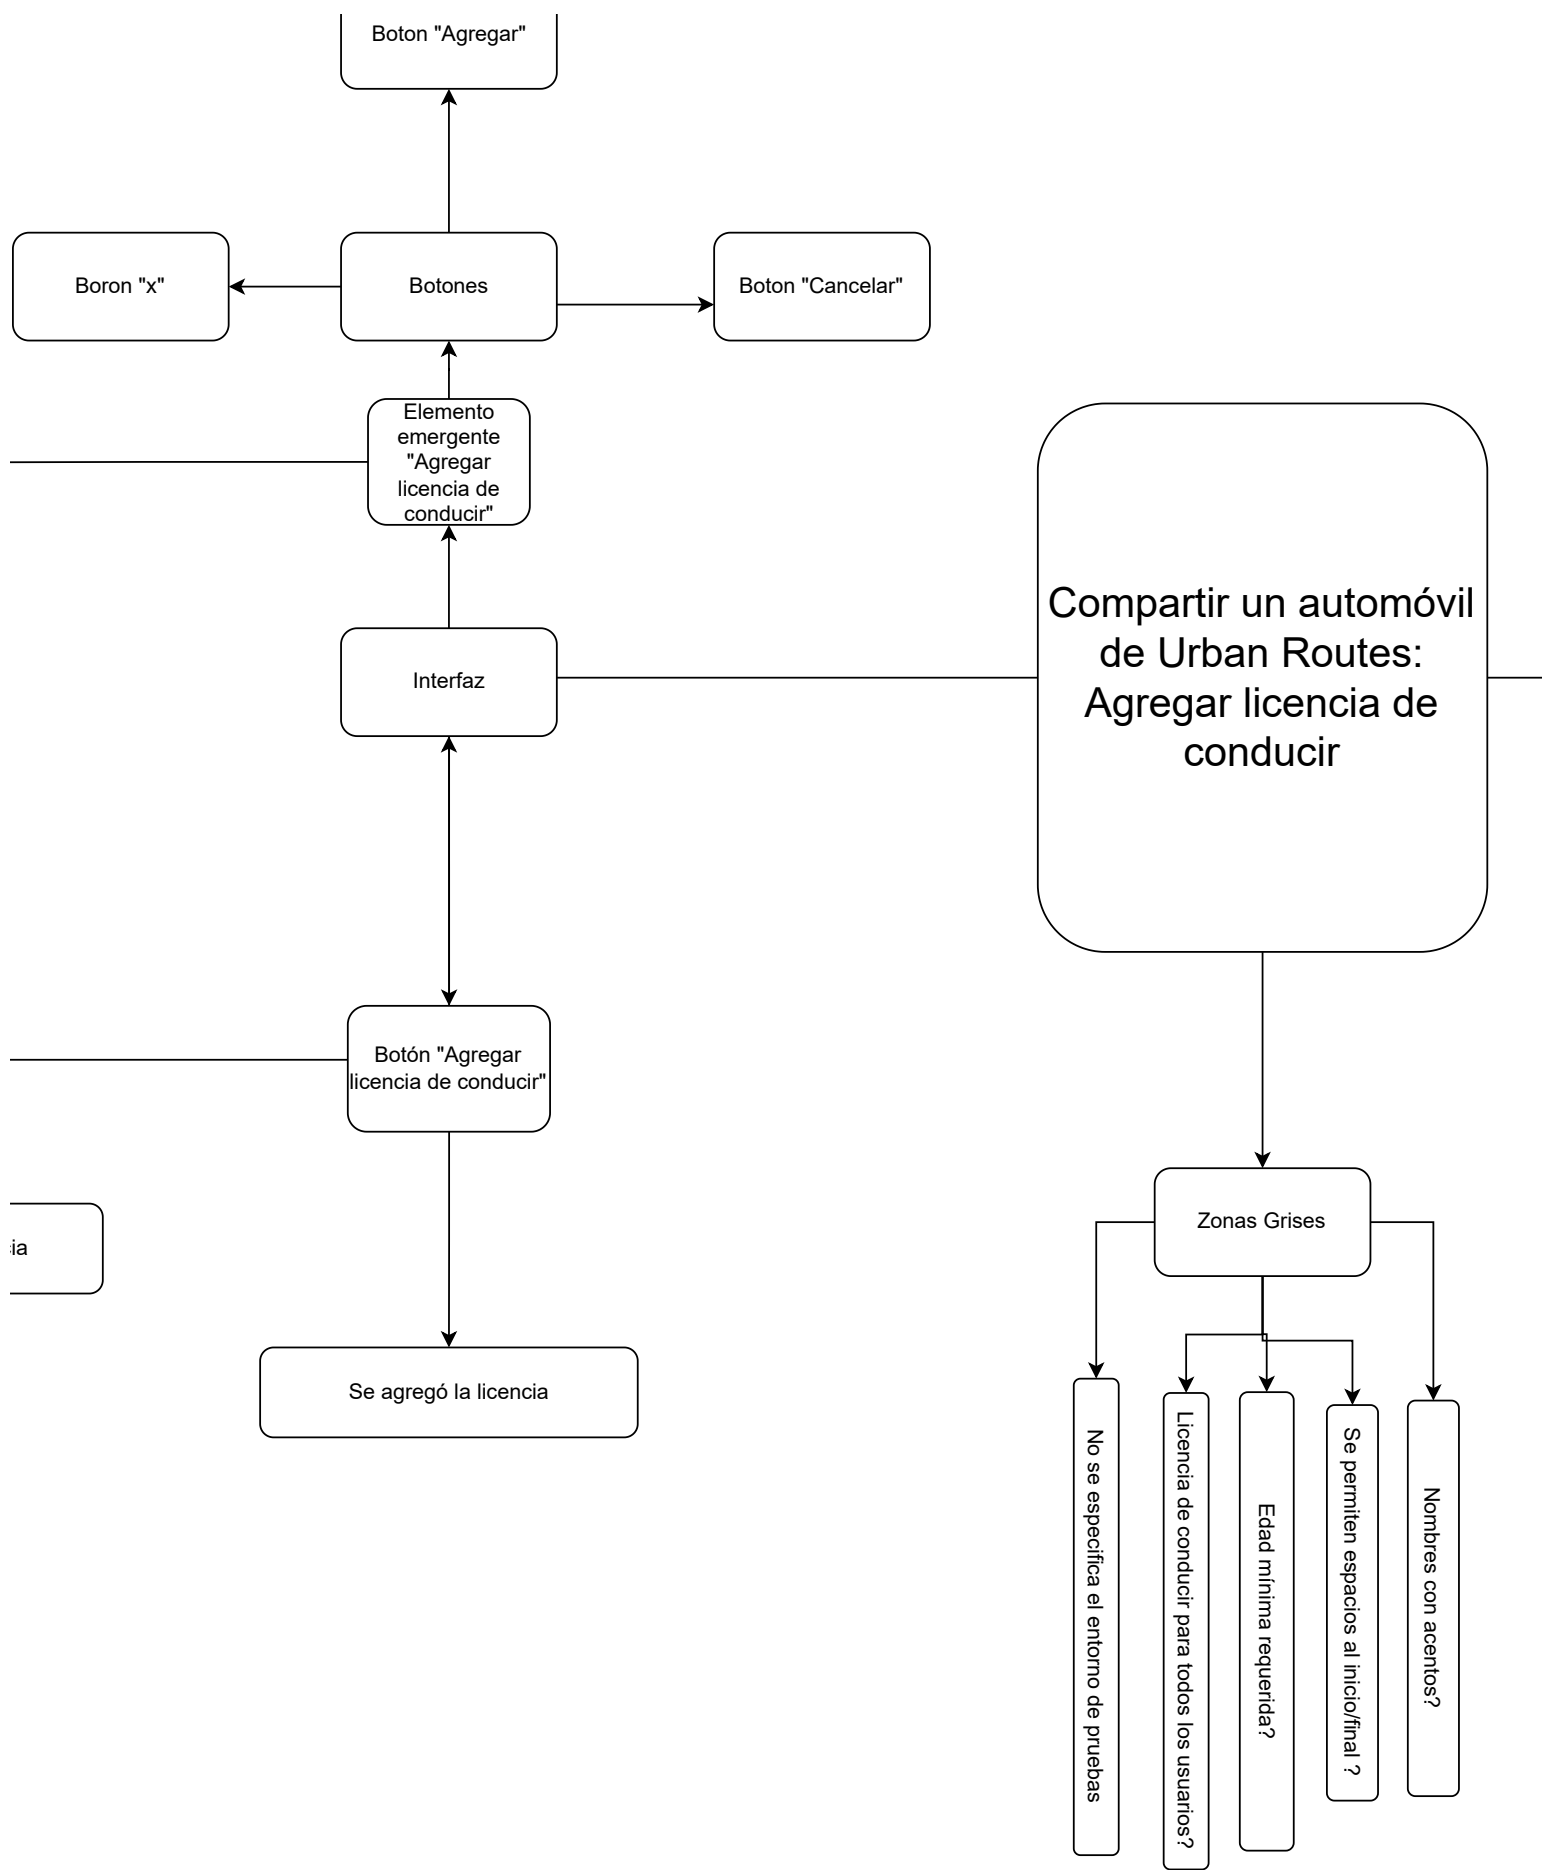 Boton "Agregar"
Boron "x"
Botones
Boton "Cancelar"
Elemento
emergente
"Agregar
licencia de
conducir"
Compartir un automóvil
de Urban Routes:
Agregar licencia de
conducir
Interfaz
Botón "Agregar
licencia de conducir"
Zonas Grises
ia
Se agregó la licencia
No se especifica el entorno de pruebas
Licencia de conducir para todos los usuarios?
Edad mínima requerida?
Se permiten espacios al inicio/final ?
Nombres con acentos?